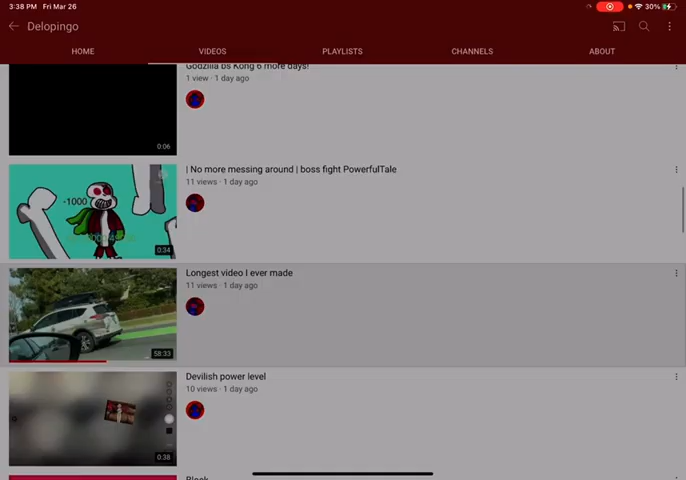 3:38 PM Fri Mar 26
30%
Delopingo
HOME
VIDEOS
PLAYLISTS
CHANNELS
ABOUT
Godzilla bs Kong 6 more days!
1 view · 1 day ago
0:06
| No more messing around | boss fight PowerfulTale
11 views · 1 day ago
-1000
0:34
Longest video I ever made
11 views · 1 day ago
58:33
Devilish power level
10 views · 1 day ago
0:38